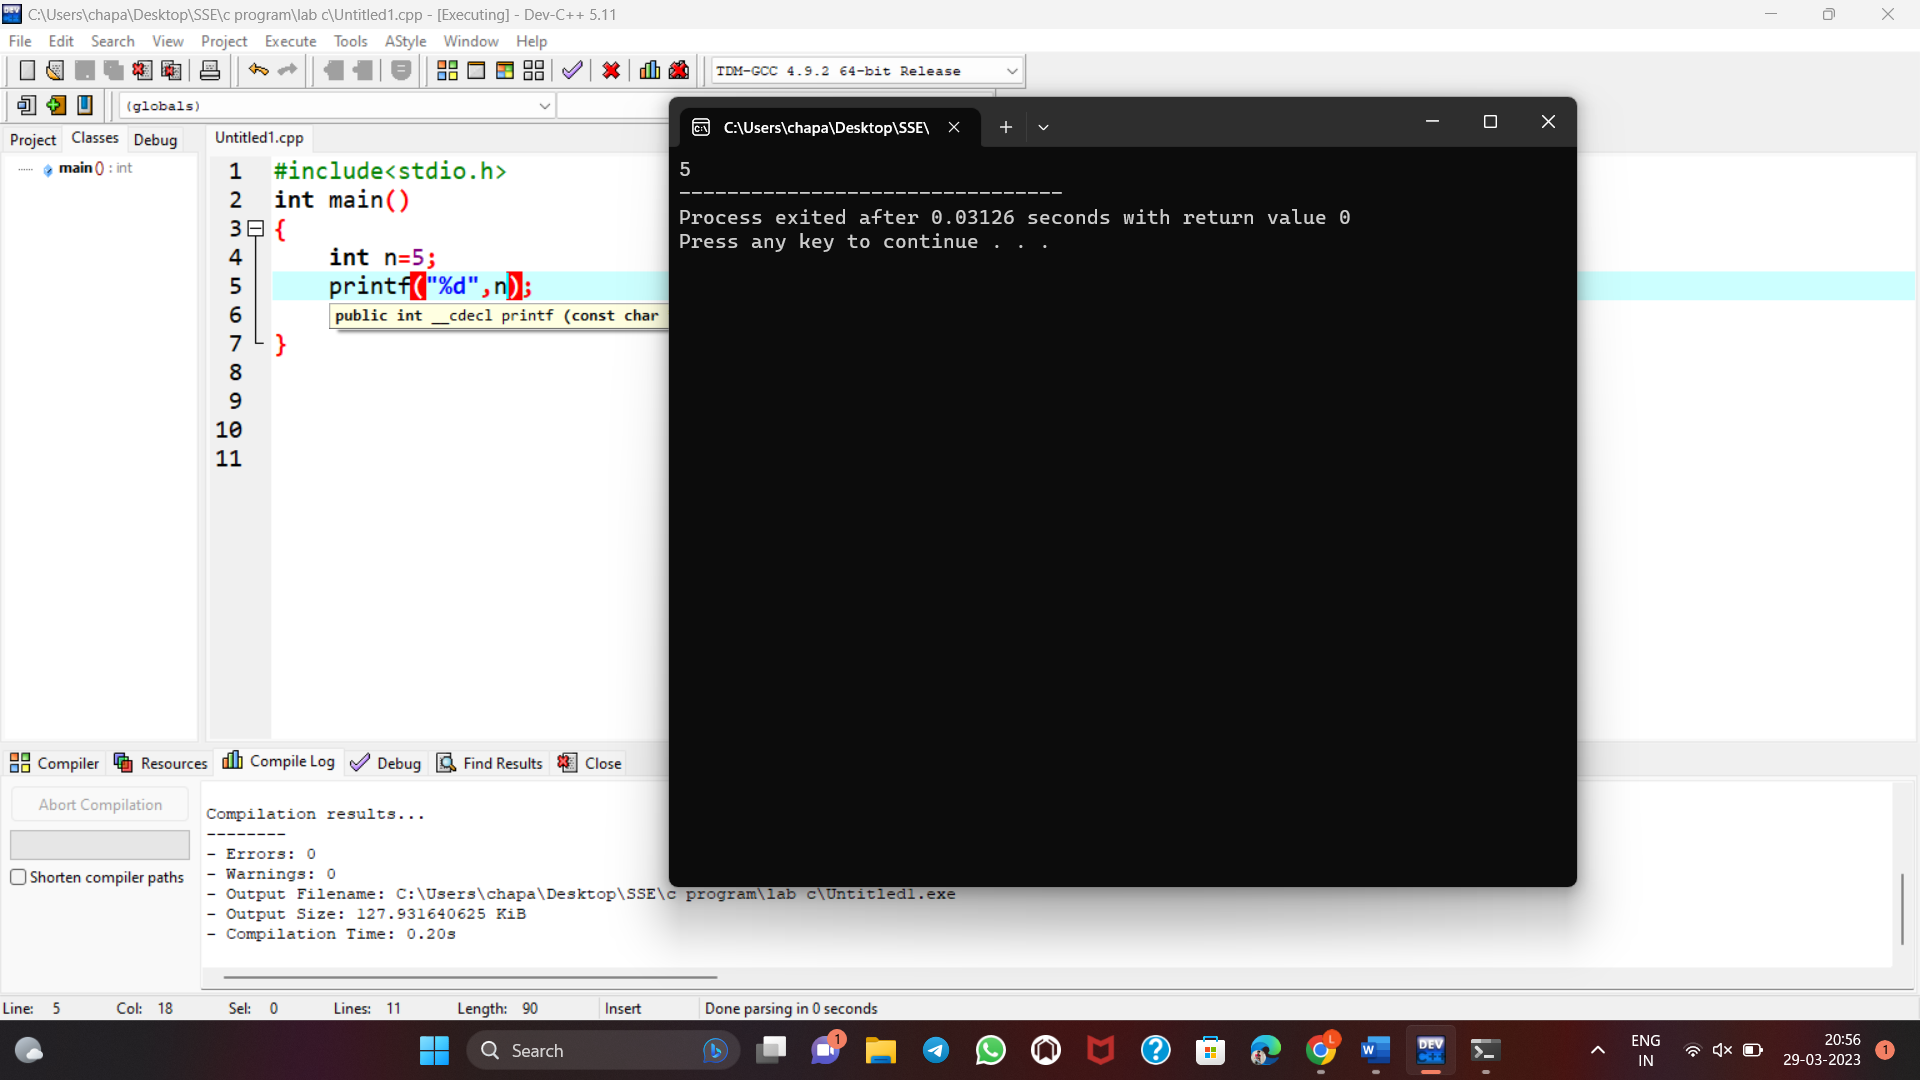 C:\Users\chapa\Desktop\SSE\c program\lab c\Untitled1.cpp - [Executing] - Dev-C++ 5.11
File Edit Search View Project Execute Tools AStyle Window Help
TDM-GCC 4.9.2 64-bit Release
(globals)
Project Classes Debug
main () : int
Untitled1.cpp
1 #include<stdio.h>
2 int main()
3 {
4 int n=5;
5 printf("%d",n);
6
public int __cdecl printf (const char
7 }
8
9
10
11
C:\Users\chapa\Desktop\SSE\
5
--------------------------------
Process exited after 0.03126 seconds with return value 0
Press any key to continue . . .
Compiler Resources Compile Log Debug Find Results Close
Abort Compilation
Shorten compiler paths
Compilation results...
--------
- Errors: 0
- Warnings: 0
- Output Filename: C:\Users\chapa\Desktop\SSE\c program\lab c\Untitled1.exe
- Output Size: 127.931640625 KiB
- Compilation Time: 0.20s
Line: 5 Col: 18 Sel: 0 Lines: 11 Length: 90 Insert Done parsing in 0 seconds
Search
1
L
DEV
C++
W
ENG
IN
20:56
29-03-2023
1